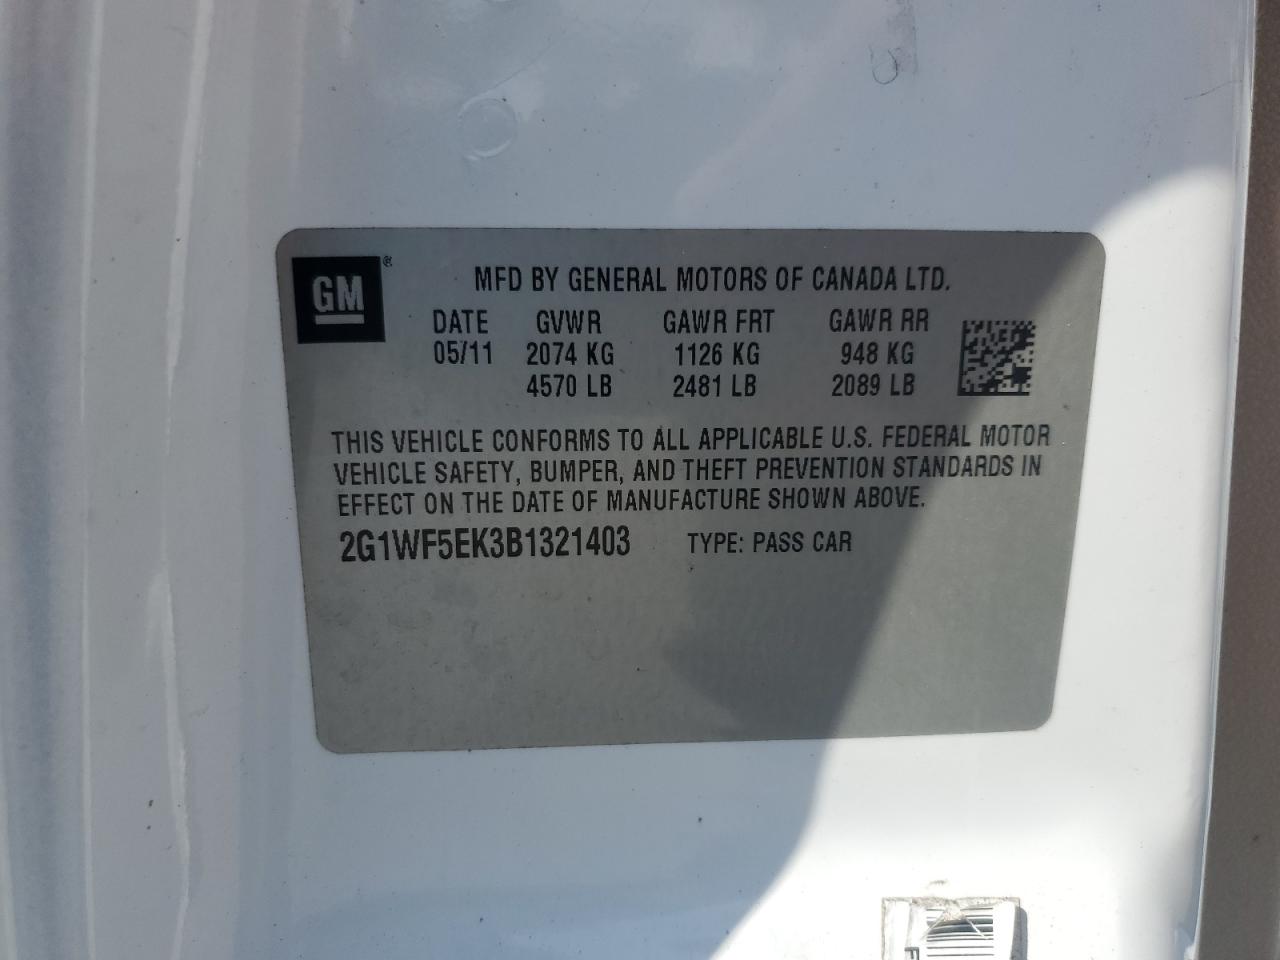 GM®
MFD BY GENERAL MOTORS OF CANADA LTD.
DATE GVWR GAWR FRT GAWR RR
05/11 2074 KG 1126 KG 948 KG
4570 LB 2481 LB 2089 LB
THIS VEHICLE CONFORMS TO ALL APPLICABLE U.S. FEDERAL MOTOR
VEHICLE SAFETY, BUMPER, AND THEFT PREVENTION STANDARDS IN
EFFECT ON THE DATE OF MANUFACTURE SHOWN ABOVE.
2G1WF5EK3B1321403 TYPE: PASS CAR